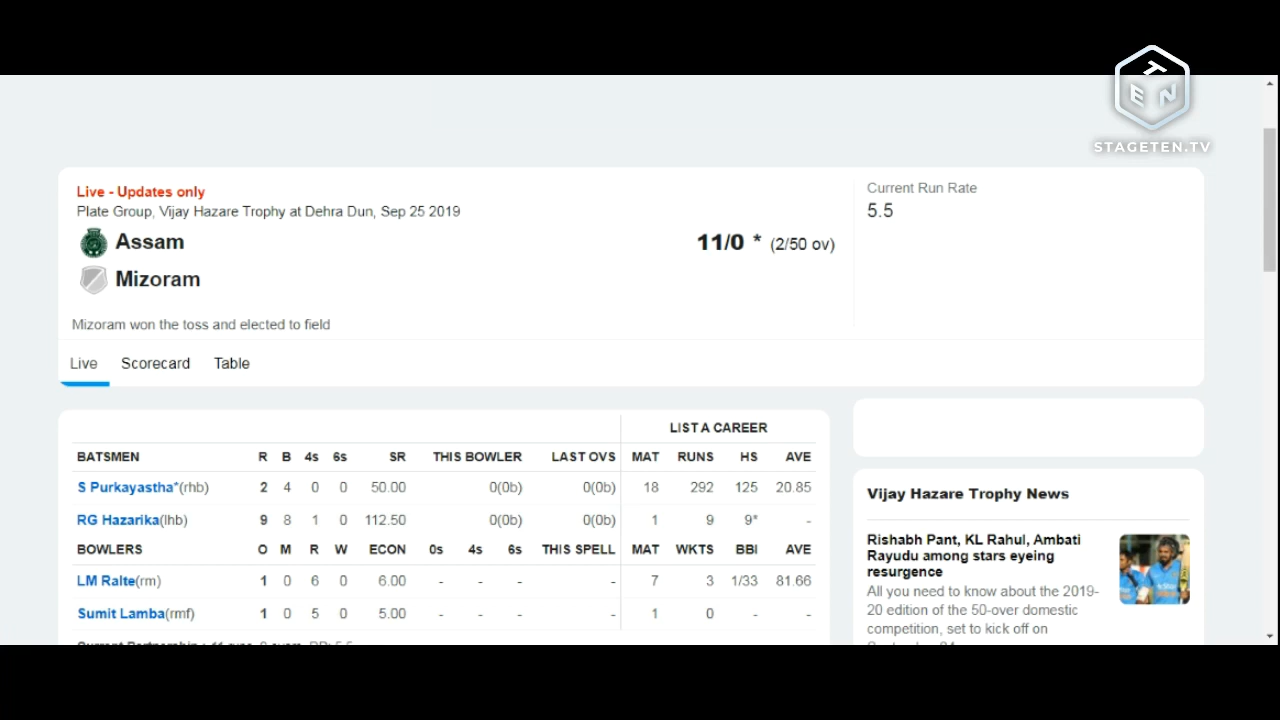 TEN
STAGETEN.TV
Live - Updates only
Plate Group, Vijay Hazare Trophy at Dehra Dun, Sep 25 2019
Assam 11/0 * (2/50 ov)
Mizoram
Mizoram won the toss and elected to field
Current Run Rate
5.5
Live Scorecard Table
LIST A CAREER
BATSMEN R B 4s 6s SR THIS BOWLER LAST OVS MAT RUNS HS AVE
S Purkayastha*(rhb) 2 4 0 0 50.00 0(0b) 0(0b) 18 292 125 20.85
RG Hazarika(lhb) 9 8 1 0 112.50 0(0b) 0(0b) 1 9 9* -
BOWLERS O M R W ECON 0s 4s 6s THIS SPELL MAT WKTS BBI AVE
LM Ralte(rm) 1 0 6 0 6.00 - - - - 7 3 1/33 81.66
Sumit Lamba(rmf) 1 0 5 0 5.00 - - - - 1 0 - -
Vijay Hazare Trophy News
Rishabh Pant, KL Rahul, Ambati
Rayudu among stars eyeing
resurgence
All you need to know about the 2019-
20 edition of the 50-over domestic
competition, set to kick off on